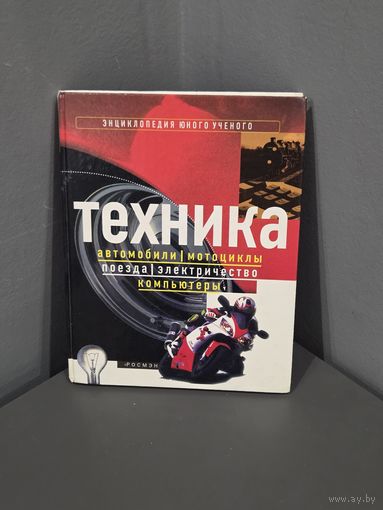 ЭНЦИКЛОПЕДИЯ ЮНОГО УЧЕНОГО
Техника
автомобили|мотоциклы
поезда|электричество
компьютеры
РОСМЭН
www.ay.by